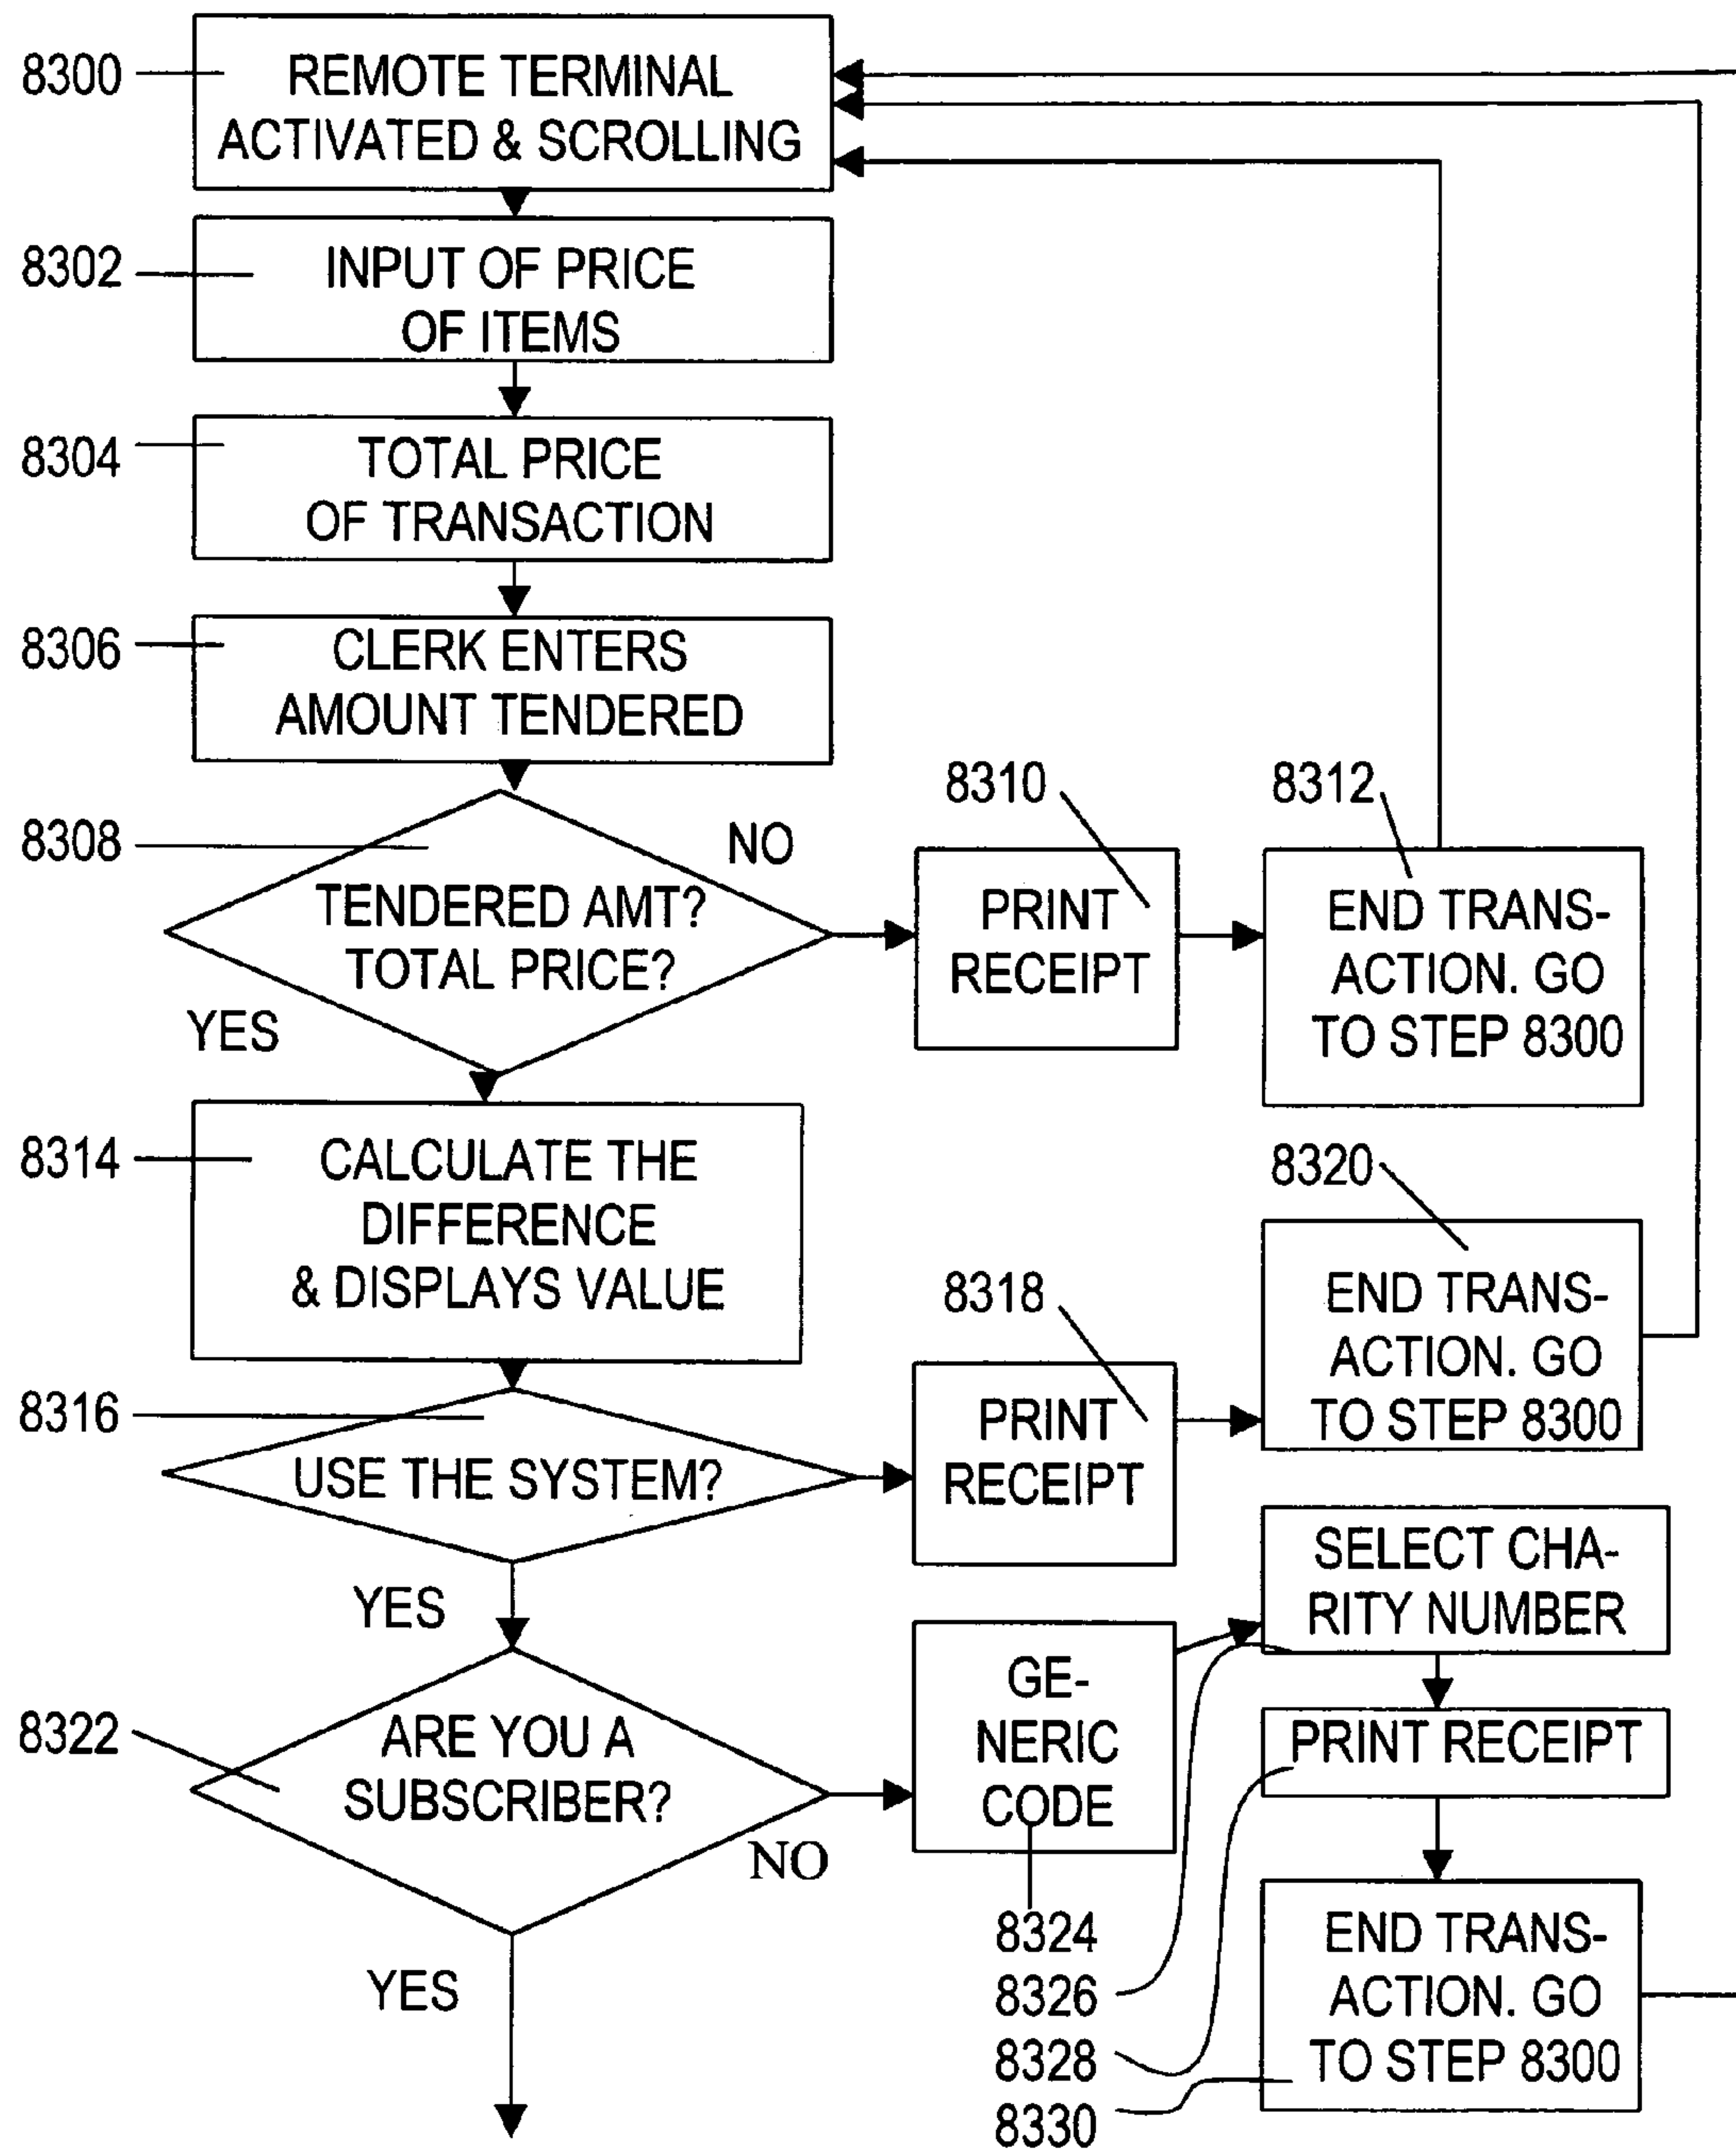 8300
REMOTE TERMINAL
ACTIVATED & SCROLLING
8302
INPUT OF PRICE
OF ITEMS
8304
TOTAL PRICE
OF TRANSACTION
8306
CLERK ENTERS
AMOUNT TENDERED
8308
TENDERED AMT?
TOTAL PRICE?
NO
YES
8310
PRINT
RECEIPT
8312
END TRANS-
ACTION. GO
TO STEP 8300
8314
CALCULATE THE
DIFFERENCE
& DISPLAYS VALUE
8316
USE THE SYSTEM?
YES
8318
PRINT
RECEIPT
8320
END TRANS-
ACTION. GO
TO STEP 8300
8322
ARE YOU A
SUBSCRIBER?
NO
YES
GE-
NERIC
CODE
8324
SELECT CHA-
RITY NUMBER
8326
PRINT RECEIPT
8328
END TRANS-
ACTION. GO
TO STEP 8300
8330